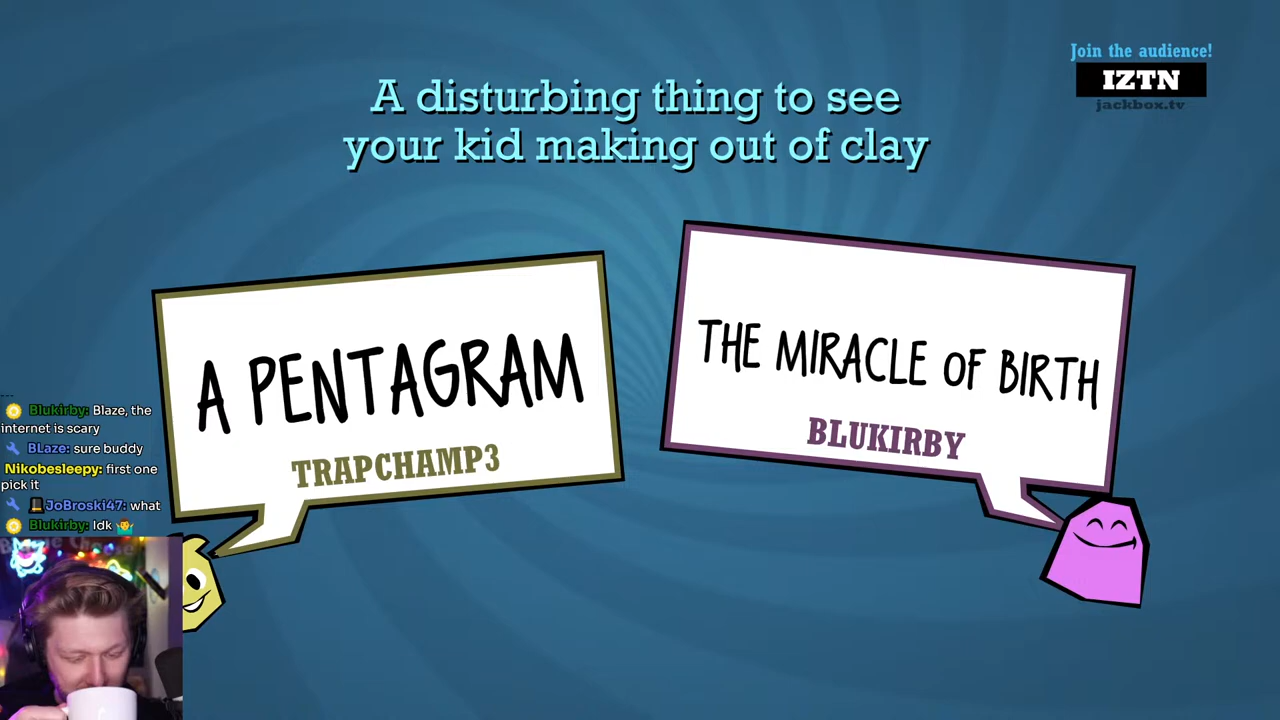 Join the audience!
IZTN
jackbox.tv
A disturbing thing to see
your kid making out of clay
A PENTAGRAM
TRAPCHAMP3
THE MIRACLE OF BIRTH
BLUKIRBY
Blukirby: Blaze, the
internet is scary
BLaze: sure buddy
Nikobesleepy: first one
pick it
JoBroski47: what
Blukirby: Idk 🤷‍♂️